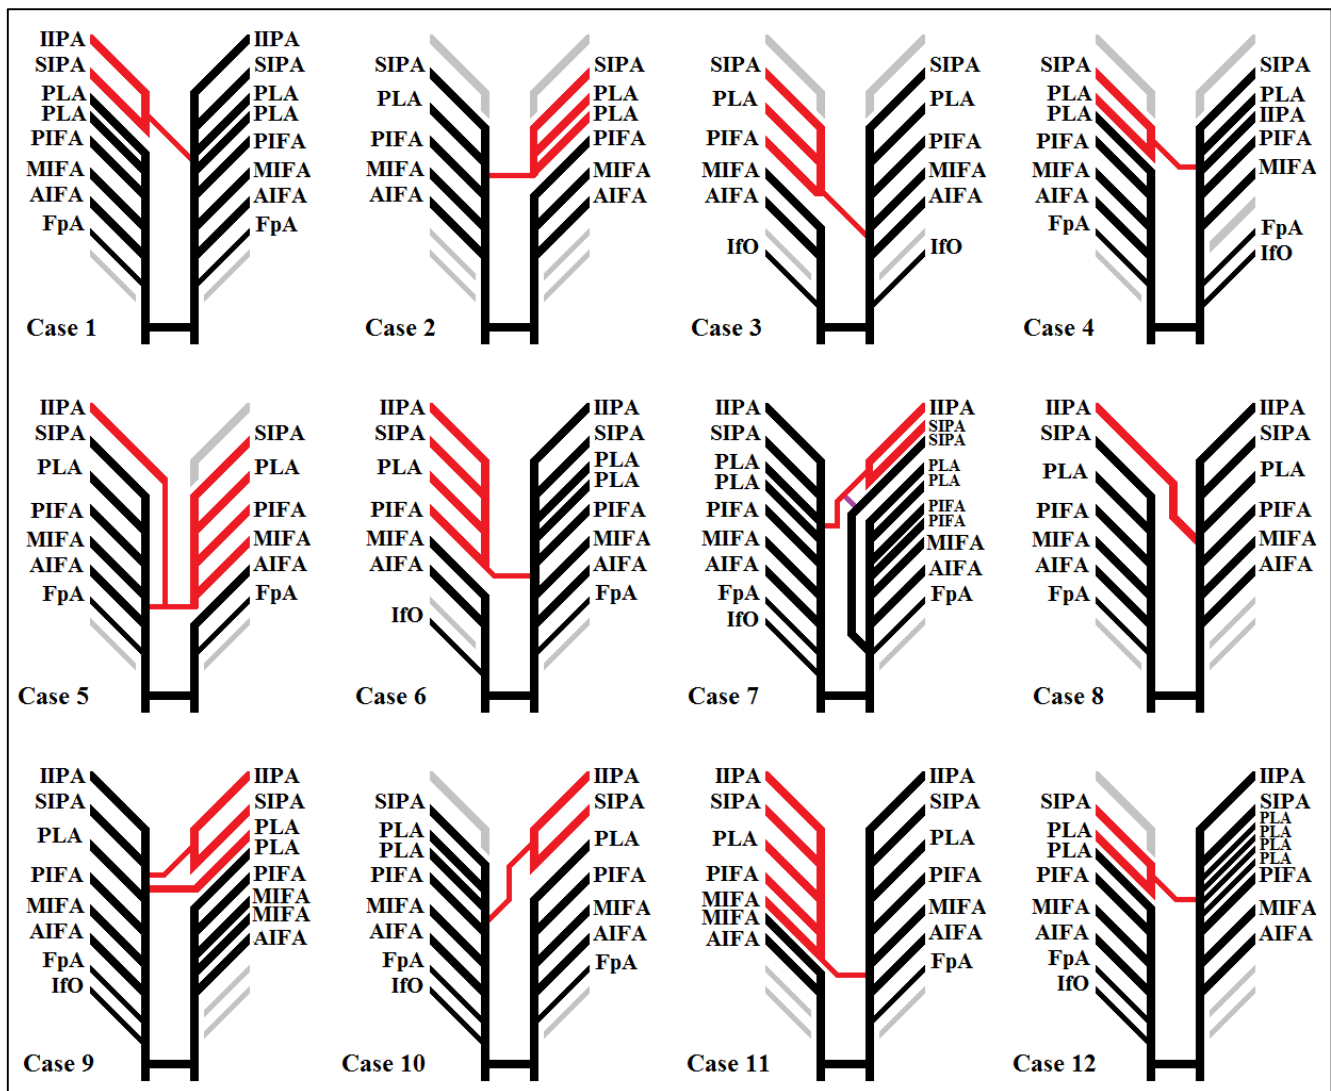 IIPA
SIPA
PLA
PLA
PIFA
MIFA
AIFA
FpA
IIPA
SIPA
PLA
PLA
PIFA
MIFA
AIFA
FpA
Case 1
SIPA
PLA
PIFA
MIFA
AIFA
SIPA
PLA
PLA
PIFA
MIFA
AIFA
Case 2
SIPA
PLA
PIFA
MIFA
AIFA
IfO
SIPA
PLA
PIFA
MIFA
AIFA
IfO
Case 3
SIPA
PLA
PLA
PIFA
MIFA
AIFA
FpA
SIPA
PLA
IIPA
PIFA
MIFA
FpA
IfO
Case 4
IIPA
SIPA
PLA
PIFA
MIFA
AIFA
FpA
SIPA
PLA
PIFA
MIFA
AIFA
FpA
Case 5
IIPA
SIPA
PLA
PIFA
MIFA
AIFA
IfO
IIPA
SIPA
PLA
PLA
PIFA
MIFA
AIFA
FpA
Case 6
IIPA
SIPA
PLA
PLA
PIFA
MIFA
AIFA
FpA
IfO
IIPA
SIPA
SIPA
PLA
PLA
PIFA
PIFA
MIFA
AIFA
FpA
Case 7
IIPA
SIPA
PLA
PIFA
MIFA
AIFA
FpA
IIPA
SIPA
PLA
PIFA
MIFA
AIFA
Case 8
IIPA
SIPA
PLA
PIFA
MIFA
AIFA
FpA
IfO
IIPA
SIPA
PLA
PLA
PIFA
MIFA
MIFA
AIFA
Case 9
SIPA
PLA
PLA
PIFA
MIFA
AIFA
FpA
IfO
IIPA
SIPA
PLA
PIFA
MIFA
AIFA
FpA
Case 10
IIPA
SIPA
PLA
PIFA
MIFA
MIFA
AIFA
IIPA
SIPA
PLA
PIFA
MIFA
AIFA
FpA
Case 11
SIPA
PLA
PLA
PIFA
MIFA
AIFA
FpA
IfO
IIPA
SIPA
PLA
PLA
PLA
PLA
PIFA
MIFA
AIFA
Case 12